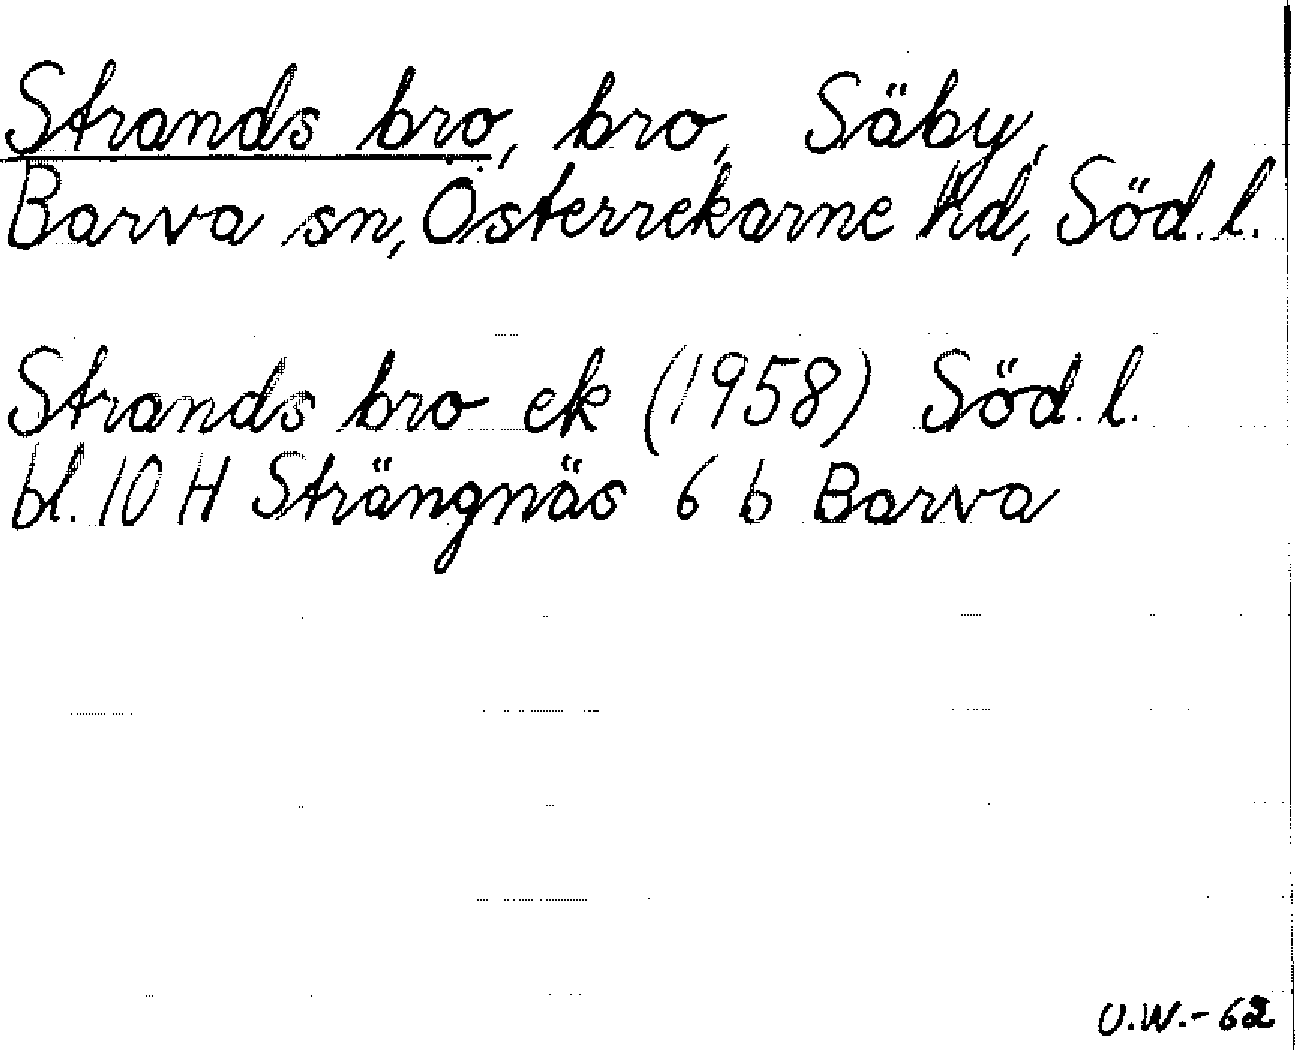 Strands bro, bro, Säby,
Barva sn, Österrekarne hd, Söd. l.
Strands bro ek (1958) Söd. l.
bl. 10 H Strängnäs 6 b Barva
U.W.-62